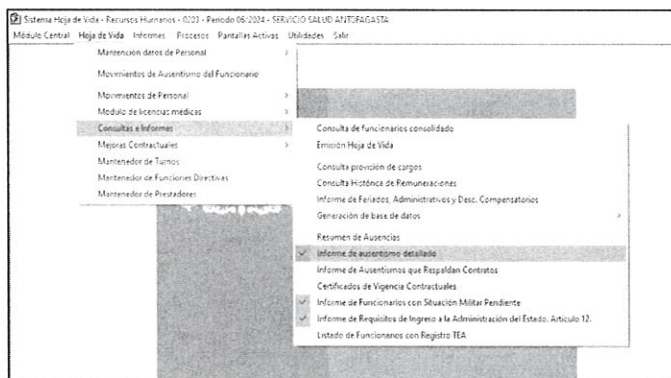 Sistema Hoja de Vida - Recursos Humanos - 0203 - Periodo 06/2024 - SERVICIO SALUD ANTOFAGASTA
Módulo Central Hoja de Vida Informes Procesos Pantallas Activas Utilidades Salir
Mantención datos de Personal
Movimientos de Ausentismo del Funcionario
Movimientos de Personal
Modulo de licencias médicas
Consultas e Informes
Mejoras Contractuales
Mantenedor de Turnos
Mantenedor de Funciones Directivas
Mantenedor de Prestadores
Consulta de funcionarios consolidado
Emisión Hoja de Vida
Consulta provisión de cargos
Consulta Histórica de Remuneraciones
Informe de Feriados, Administrativos y Desc. Compensatorios
Generación de base de datos
Resumen de Ausencias
Informe de ausentismo detallado
Informe de Ausentismos que Respaldan Contratos
Certificados de Vigencia Contractuales
Informe de Funcionarios con Situación Militar Pendiente
Informe de Requisitos de Ingreso a la Administración del Estado. Artículo 12.
Listado de Funcionarios con Registro TEA